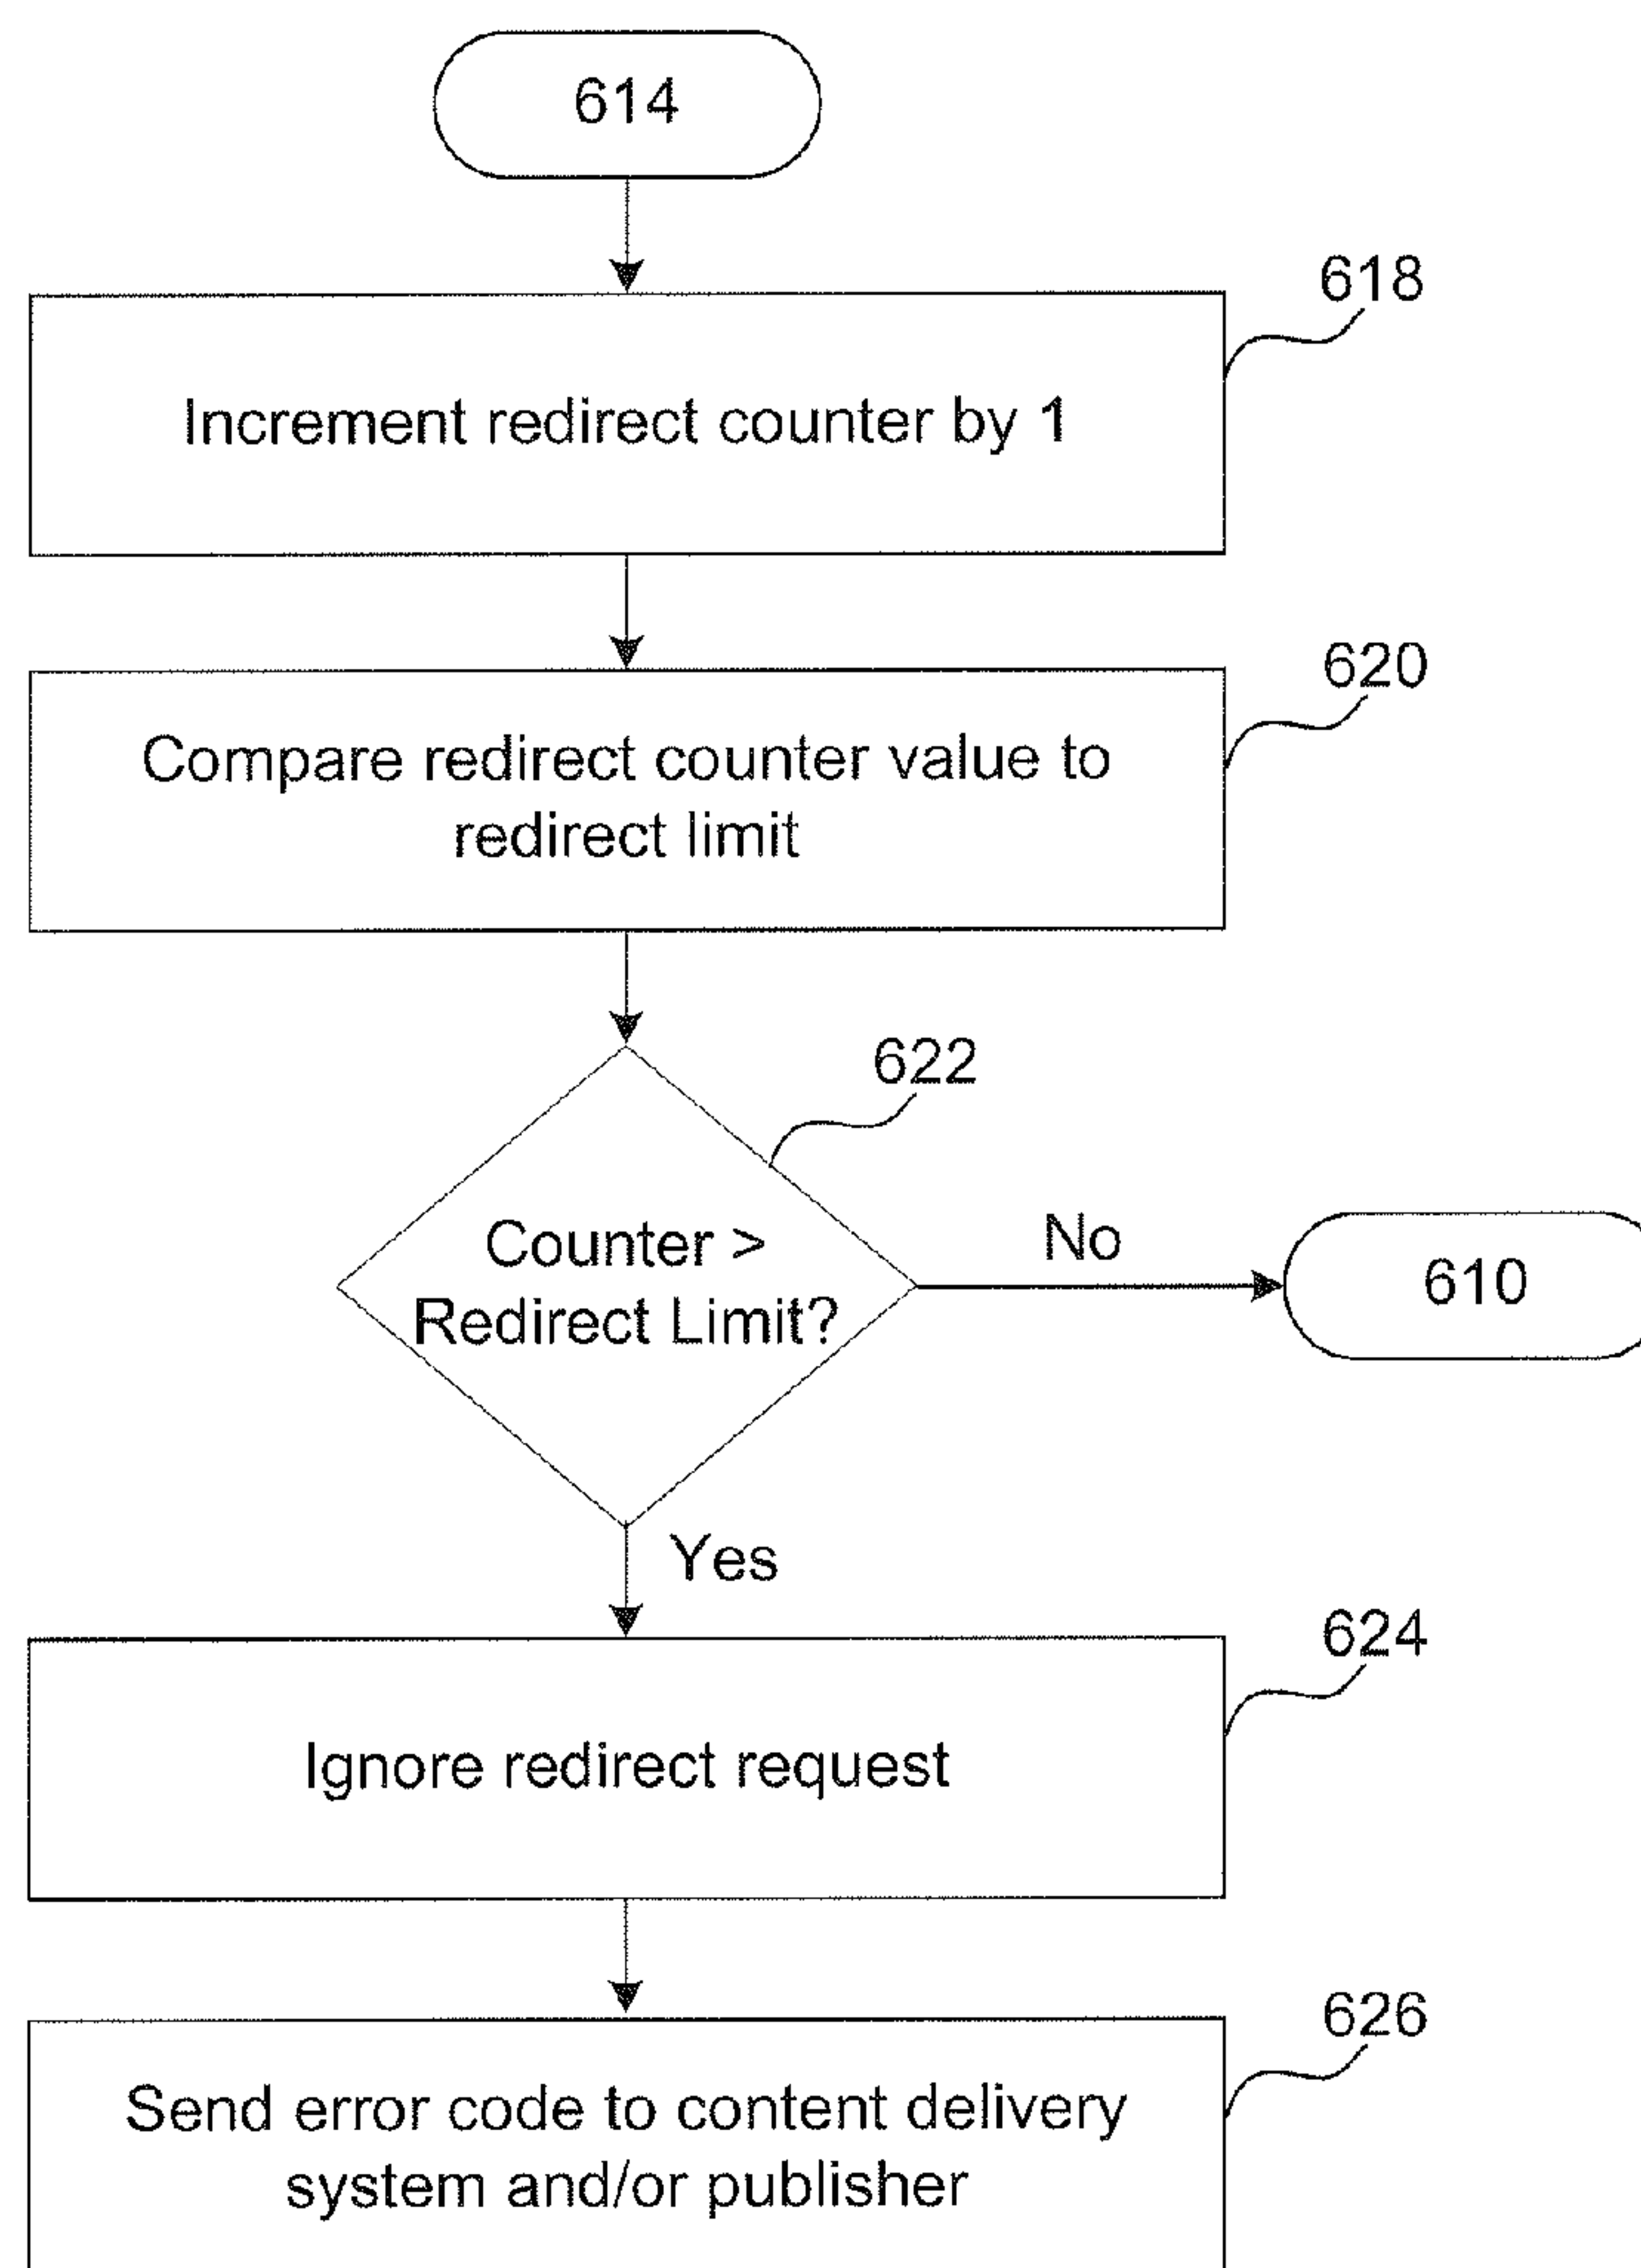 614
618
Increment redirect counter by 1
620
Compare redirect counter value to
redirect limit
622
Counter >
Redirect Limit?
No
610
Yes
624
Ignore redirect request
626
Send error code to content delivery
system and/or publisher